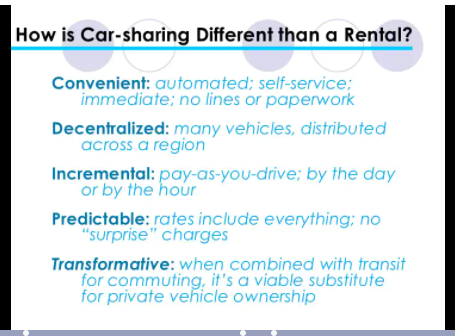 How is Car-sharing Different than a Rental?
Convenient: automated; self-service;
immediate; no lines or paperwork
Decentralized: many vehicles, distributed
across a region
Incremental: pay-as-you-drive; by the day
or by the hour
Predictable: rates include everything; no
“surprise” charges
Transformative: when combined with transit
for commuting, it’s a viable substitute
for private vehicle ownership